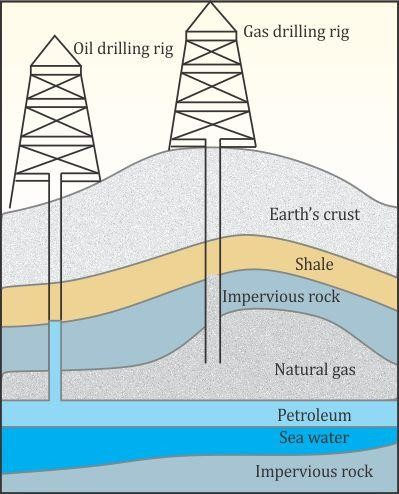 Gas drilling rig
Oil drilling rig
Earth's crust
Shale
Impervious rock
Natural gas
Petroleum
Sea water
Impervious rock